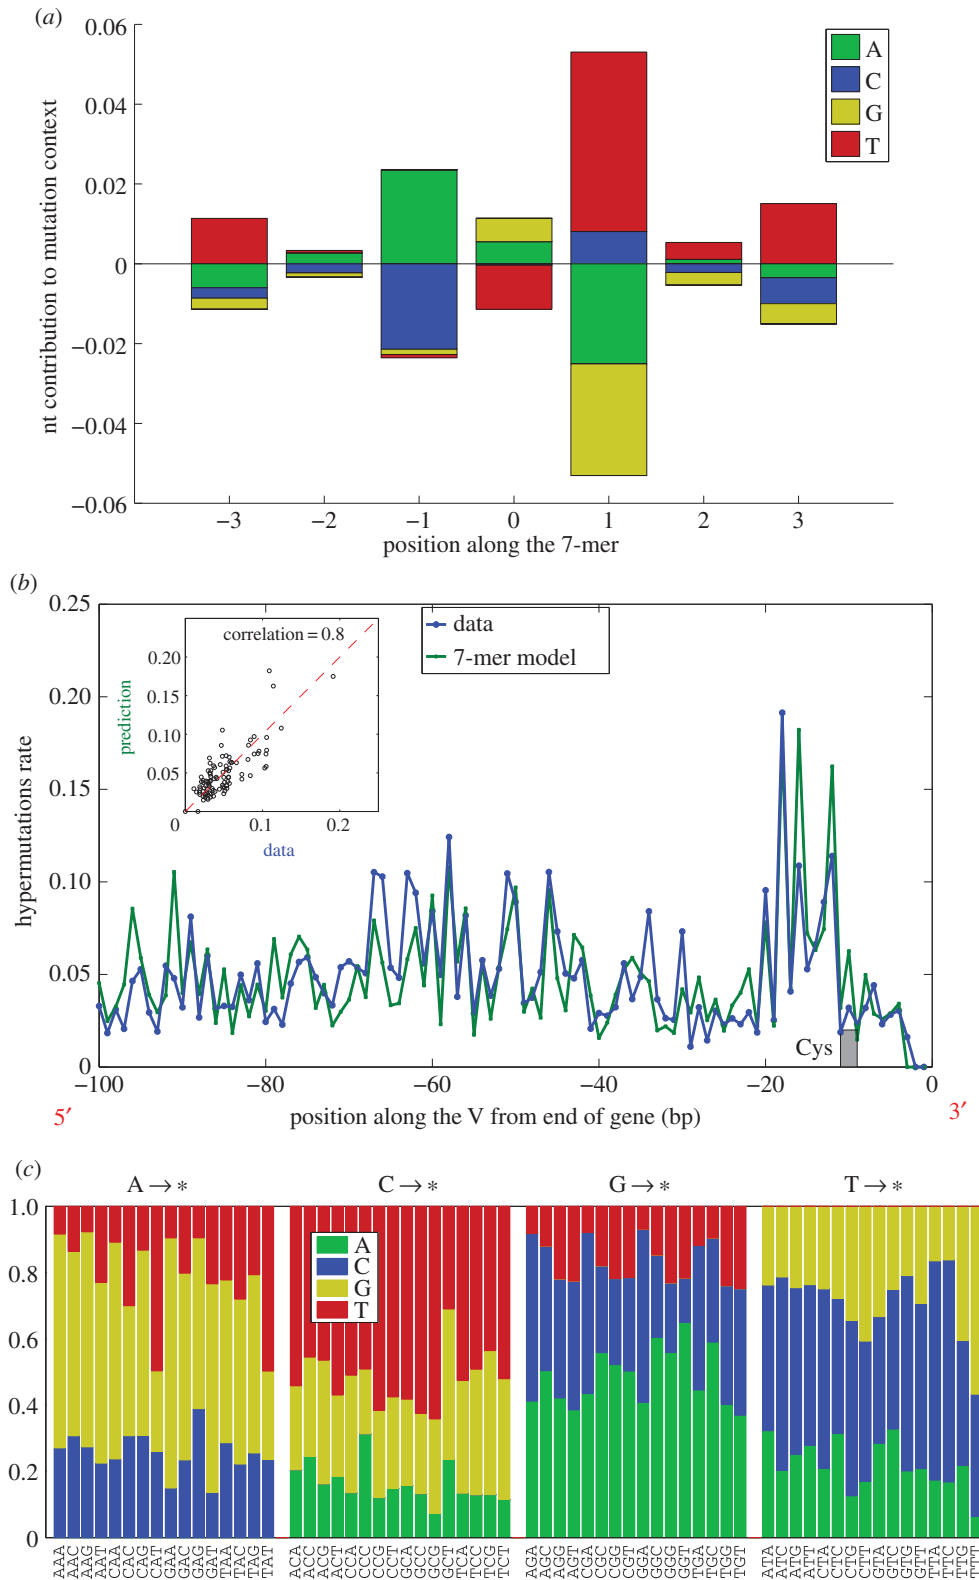 (a)
0.06
0.04
0.02
0
−0.02
−0.04
−0.06
nt contribution to mutation context
A
C
G
T
−3 −2 −1 0 1 2 3
position along the 7-mer
(b)
0.25
0.20
0.15
0.10
0.05
0
hypermutations rate
data
7-mer model
correlation = 0.8
0.20
0.15
0.10
0.05
0 0.1 0.2
prediction
data
Cys
−100 −80 −60 −40 −20 0
5′ position along the V from end of gene (bp) 3′
(c)
A → * C → * G → * T → *
1.0
0.8
0.6
0.4
0.2
0
A
C
G
T
AAA AAC AAG AAT CAA CAC CAG CAT GAA GAC GAG GAT TAA TAC TAG TAT
ACA ACC ACG ACT CCA CCC CCG CCT GCA GCC GCG GCT TCA TCC TCG TCT
AGA AGC AGG AGT CGA CGC CGG CGT GGA GGC GGG GGT TGA TGC TGG TGT
ATA ATC ATG ATT CTA CTC CTG CTT GTA GTC GTG GTT TTA TTC TTG TTT